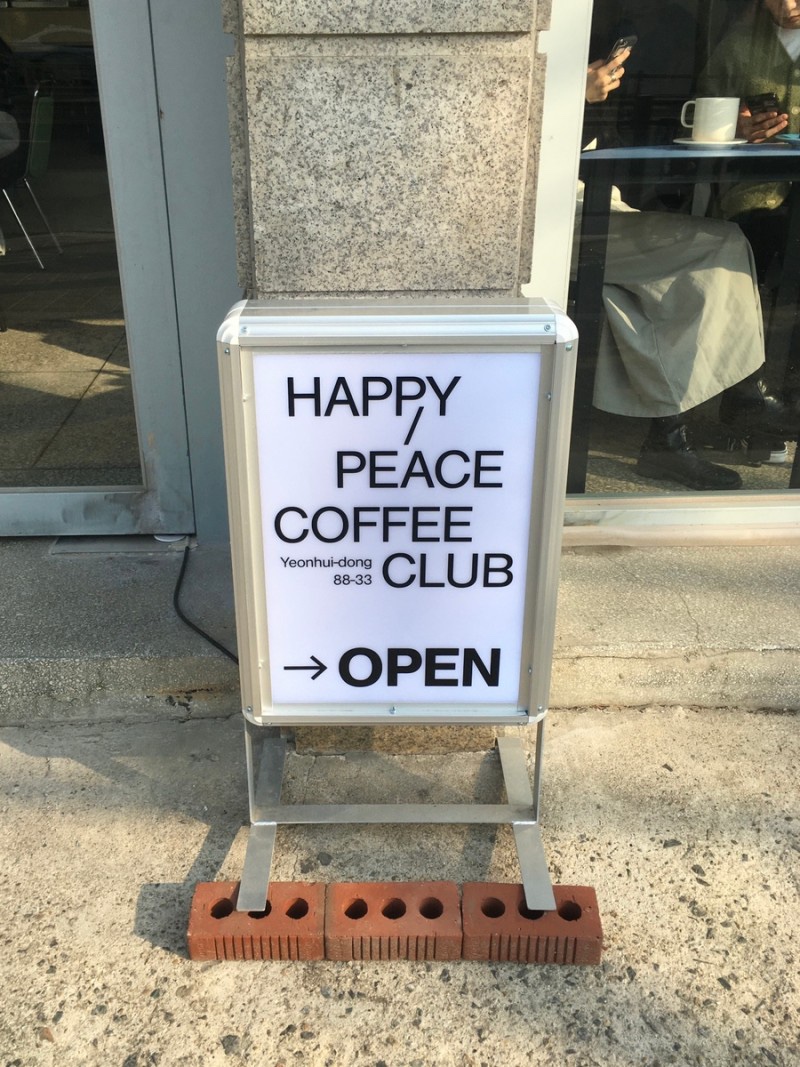 HAPPY
/
PEACE
COFFEE
Yeonhui-dong
88-33
CLUB
→ OPEN